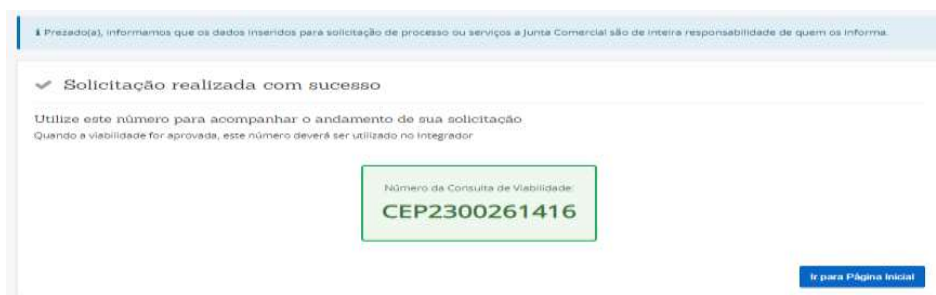 i Prezado(a), informamos que os dados inseridos para solicitação de processo ou serviços a Junta Comercial são de inteira responsabilidade de quem os informa.
Solicitação realizada com sucesso
Utilize este número para acompanhar o andamento de sua solicitação
Quando a viabilidade for aprovada, este número deverá ser utilizado no Integrador
Número da Consulta de Viabilidade:
CEP2300261416
Ir para Página Inicial